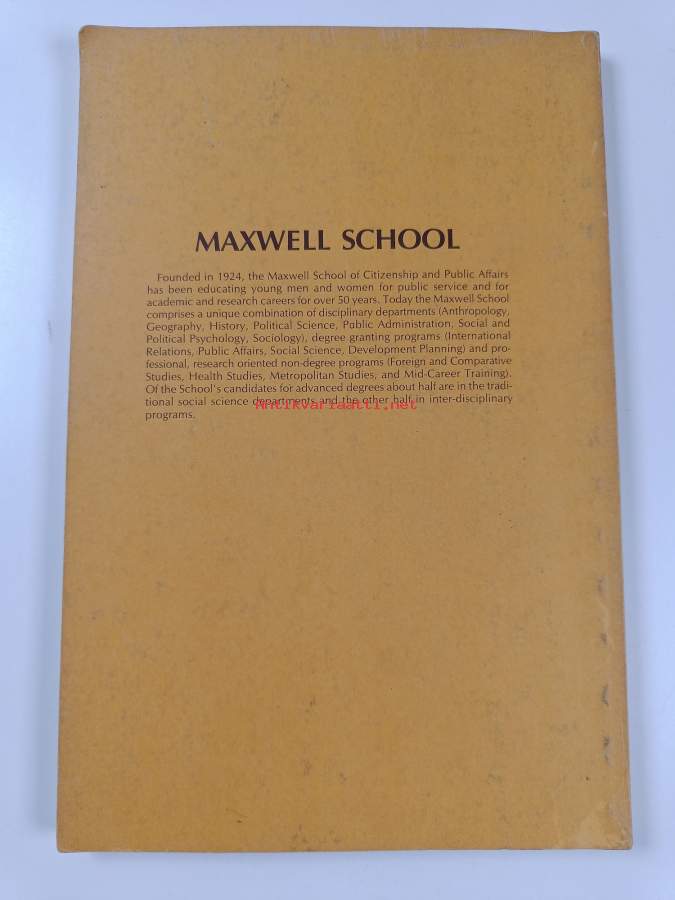 MAXWELL SCHOOL
Founded in 1924, the Maxwell School of Citizenship and Public Affairs
has been educating young men and women for public service and for
academic and research careers for over 50 years. Today the Maxwell School
comprises a unique combination of disciplinary departments (Anthropology,
Geography, History, Political Science, Public Administration, Social and
Political Psychology, Sociology), degree granting programs (International
Relations, Public Affairs, Social Science, Development Planning) and pro-
fessional, research oriented non-degree programs (Foreign and Comparative
Studies, Health Studies, Metropolitan Studies, and Mid-Career Training).
Of the School's candidates for advanced degrees about half are in the tradi-
tional social science departments and the other half in inter-disciplinary
Antikvariaatti.net
programs.